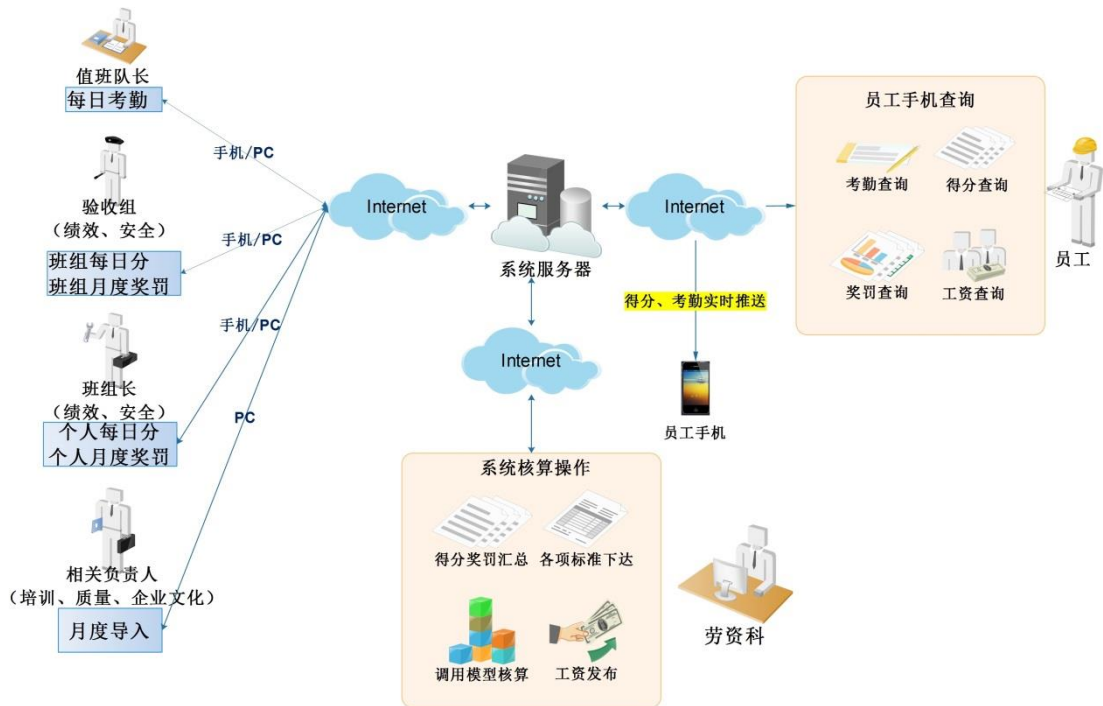 值班队长
每日考勤
手机/PC
验收组
（绩效、安全）
手机/PC
班组每日分
班组月度奖罚
手机/PC
班组长
（绩效、安全）
PC
个人每日分
个人月度奖罚
相关负责人
（培训、质量、企业文化）
月度导入
Internet
系统服务器
Internet
Internet
得分、考勤实时推送
员工手机
员工手机查询
考勤查询
得分查询
奖罚查询
工资查询
员工
系统核算操作
得分奖罚汇总
各项标准下达
调用模型核算
工资发布
劳资科